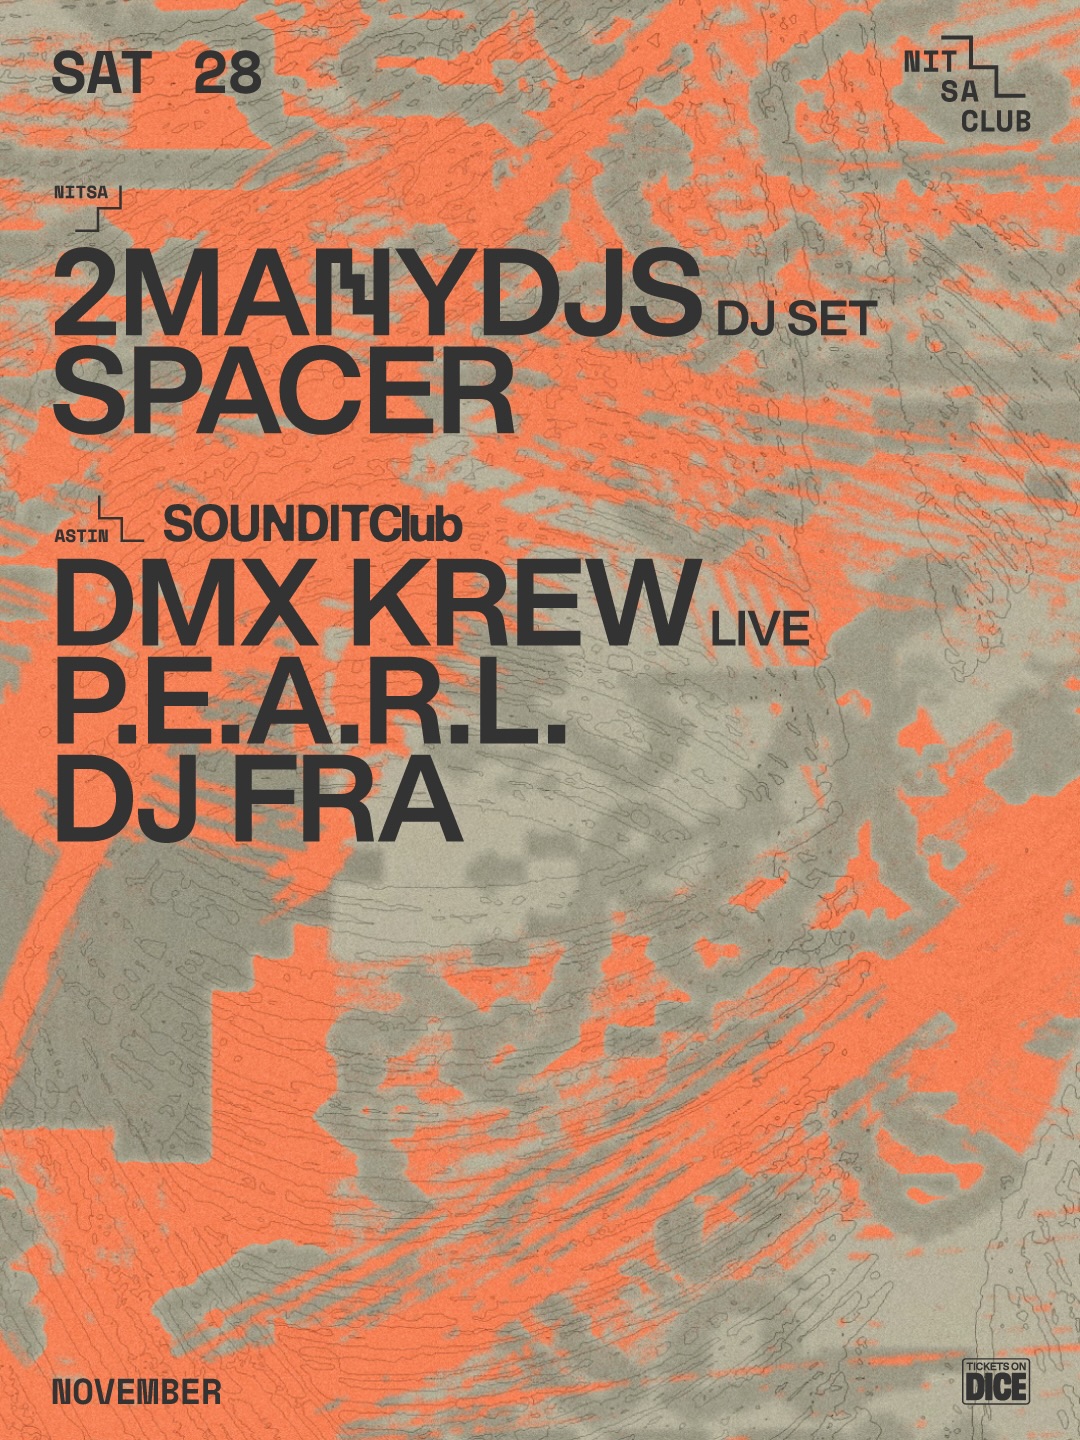 SAT 28
NIT
SA
CLUB
NITSA
2MANYDJS DJ SET
SPACER
ASTIN SOUNDITClub
DMX KREW LIVE
P.E.A.R.L.
DJ FRA
NOVEMBER
TICKETS ON
DICE